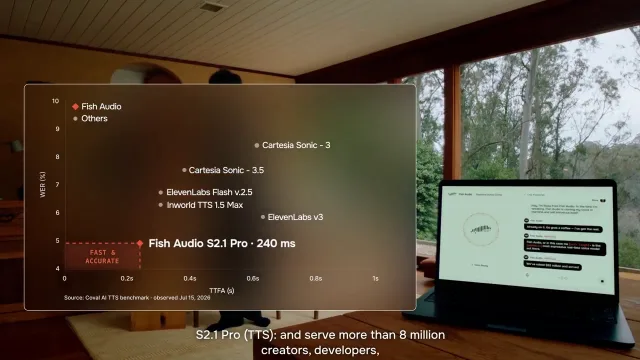 Fish Audio
Others
10
9
8
7
6
5
4
WER (%)
Cartesia Sonic - 3
Cartesia Sonic - 3.5
ElevenLabs Flash v.2.5
Inworld TTS 1.5 Max
ElevenLabs v3
Fish Audio S2.1 Pro · 240 ms
FAST &
ACCURATE
0
0.2s
0.4s
0.6s
0.8s
1s
TTFA (s)
Source: Coval AI TTS benchmark · observed Jul 15, 2026
S2.1 Pro (TTS): and serve more than 8 million
creators, developers,